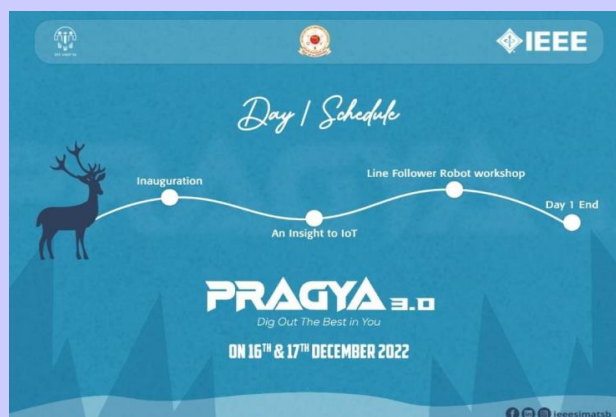 IEEE
Day 1 Schedule
Inauguration
Line Follower Robot workshop
An Insight to IoT
Day 1 End
PRAGYA 3.0
Dig Out The Best in You
ON 16TH & 17TH DECEMBER 2022
ieeesimatsh